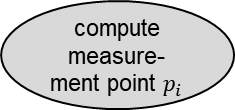 compute
measure-
ment point $p_i$